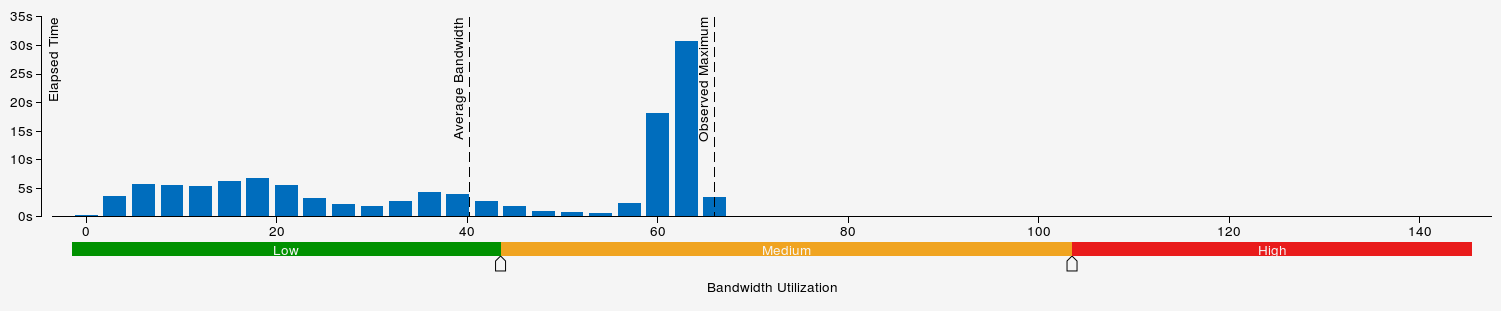 35s
30s
25s
20s
15s
10s
5s
0s
Elapsed Time
Average Bandwidth
Observed Maximum
0 20 40 60 80 100 120 140
Low Medium High
Bandwidth Utilization